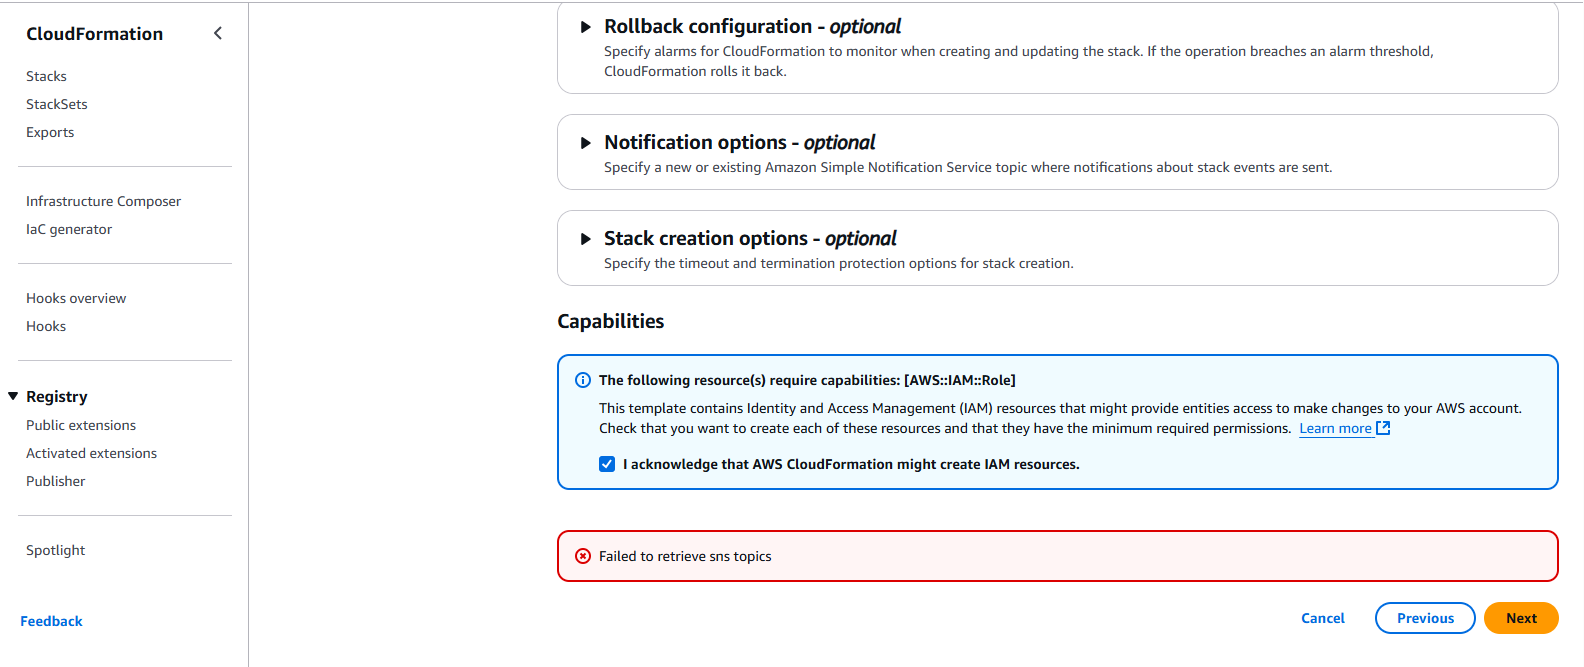 CloudFormation
Stacks
StackSets
Exports
Infrastructure Composer
IaC generator
Hooks overview
Hooks
Registry
Public extensions
Activated extensions
Publisher
Spotlight
Feedback
Rollback configuration - optional
Specify alarms for CloudFormation to monitor when creating and updating the stack. If the operation breaches an alarm threshold,
CloudFormation rolls it back.
Notification options - optional
Specify a new or existing Amazon Simple Notification Service topic where notifications about stack events are sent.
Stack creation options - optional
Specify the timeout and termination protection options for stack creation.
Capabilities
The following resource(s) require capabilities: [AWS::IAM::Role]
This template contains Identity and Access Management (IAM) resources that might provide entities access to make changes to your AWS account.
Check that you want to create each of these resources and that they have the minimum required permissions. Learn more
I acknowledge that AWS CloudFormation might create IAM resources.
Failed to retrieve sns topics
Cancel Previous Next